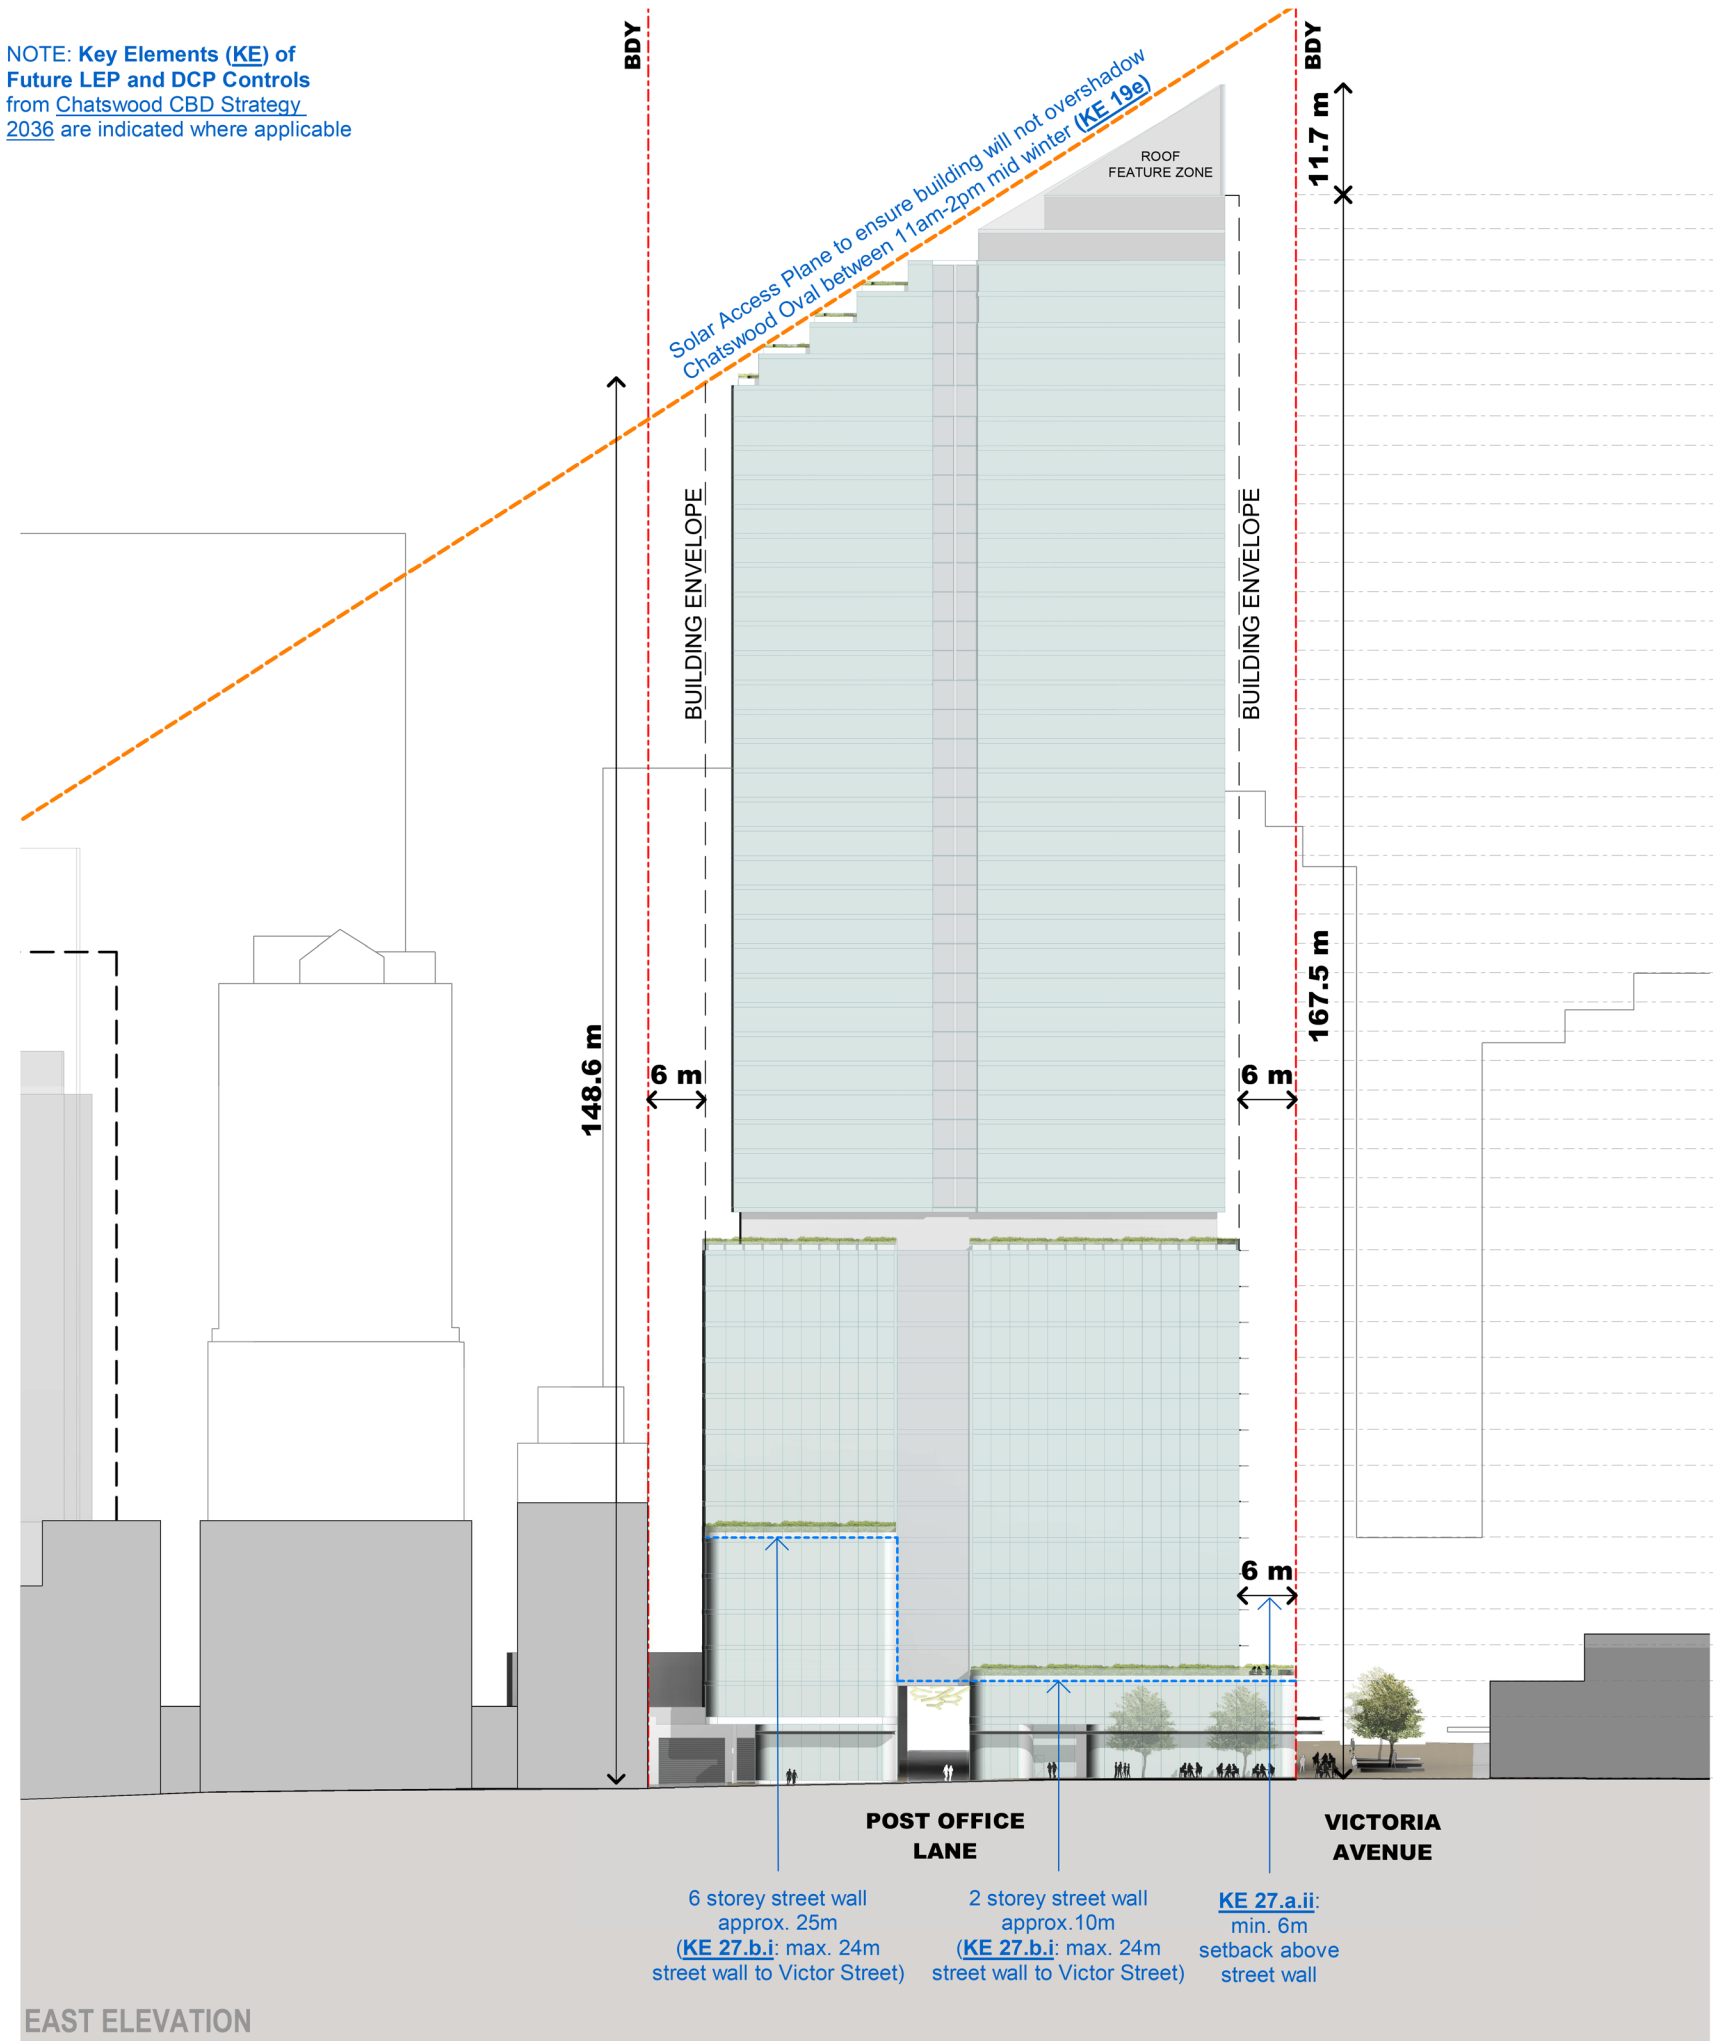 NOTE: Key Elements (KE) of
Future LEP and DCP Controls
from Chatswood CBD Strategy
2036 are indicated where applicable
BDY
BDY
Solar Access Plane to ensure building will not overshadow
Chatswood Oval between 11am-2pm mid winter (KE 19e)
11.7 m
ROOF
FEATURE ZONE
BUILDING ENVELOPE
BUILDING ENVELOPE
148.6 m
167.5 m
6 m
6 m
6 m
POST OFFICE
LANE
VICTORIA
AVENUE
6 storey street wall
approx. 25m
(KE 27.b.i: max. 24m
street wall to Victor Street)
2 storey street wall
approx.10m
(KE 27.b.i: max. 24m
street wall to Victor Street)
KE 27.a.ii:
min. 6m
setback above
street wall
EAST ELEVATION